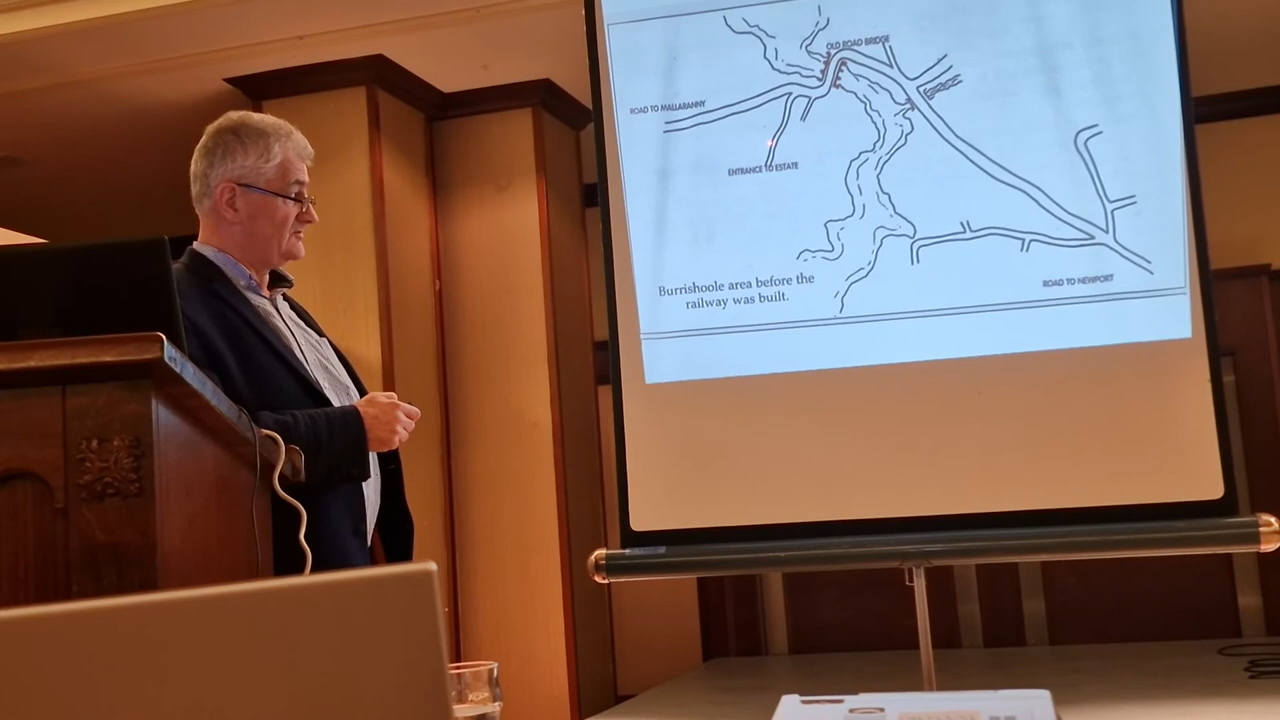 OLD ROAD BRIDGE
ROAD TO MALLARANNY
ENTRANCE TO ESTATE
Burrishoole area before the
railway was built.
ROAD TO NEWPORT